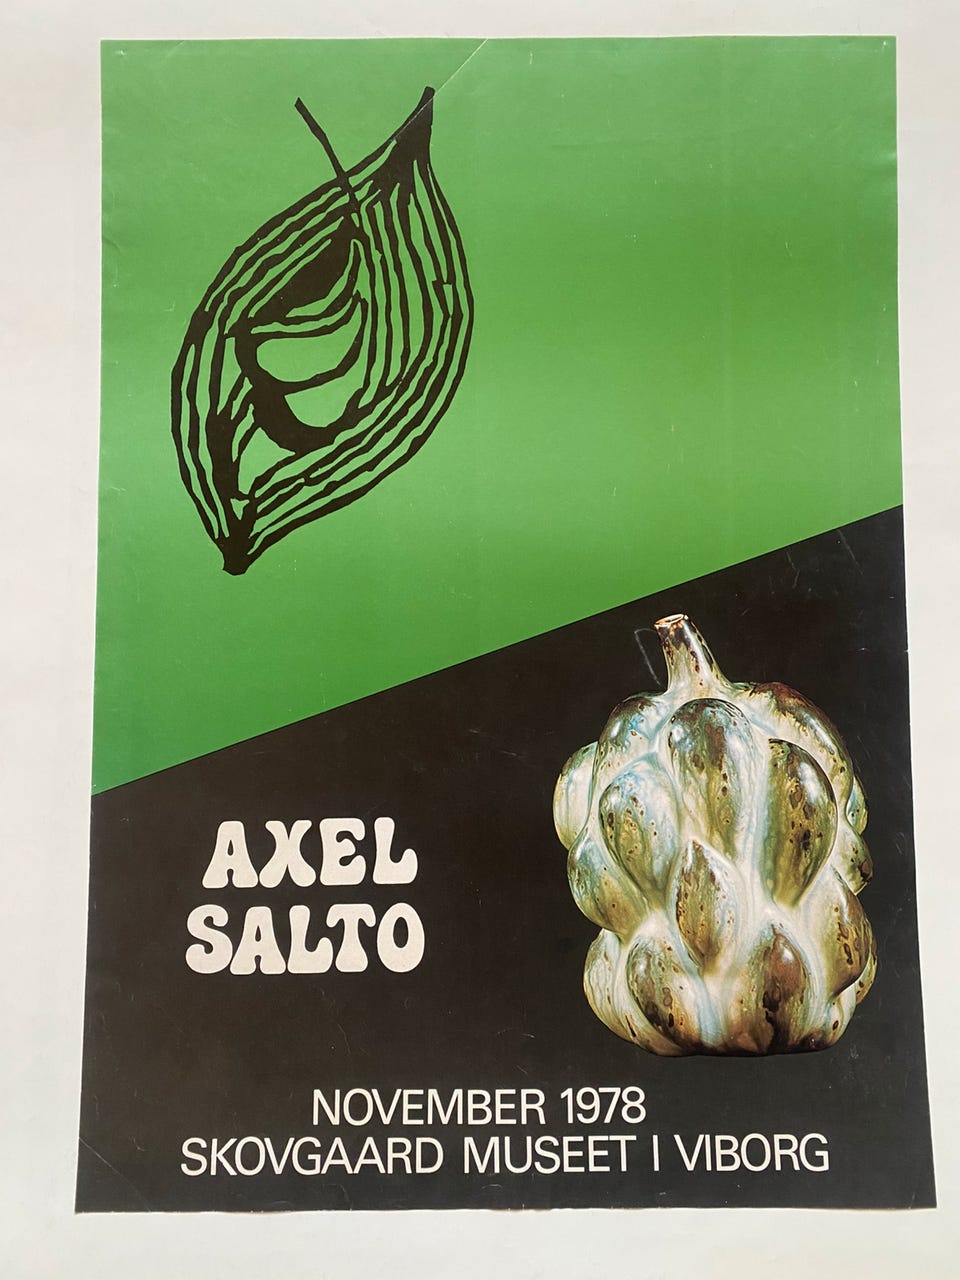 AXEL
SALTO
NOVEMBER 1978
SKOVGAARD MUSEET I VIBORG